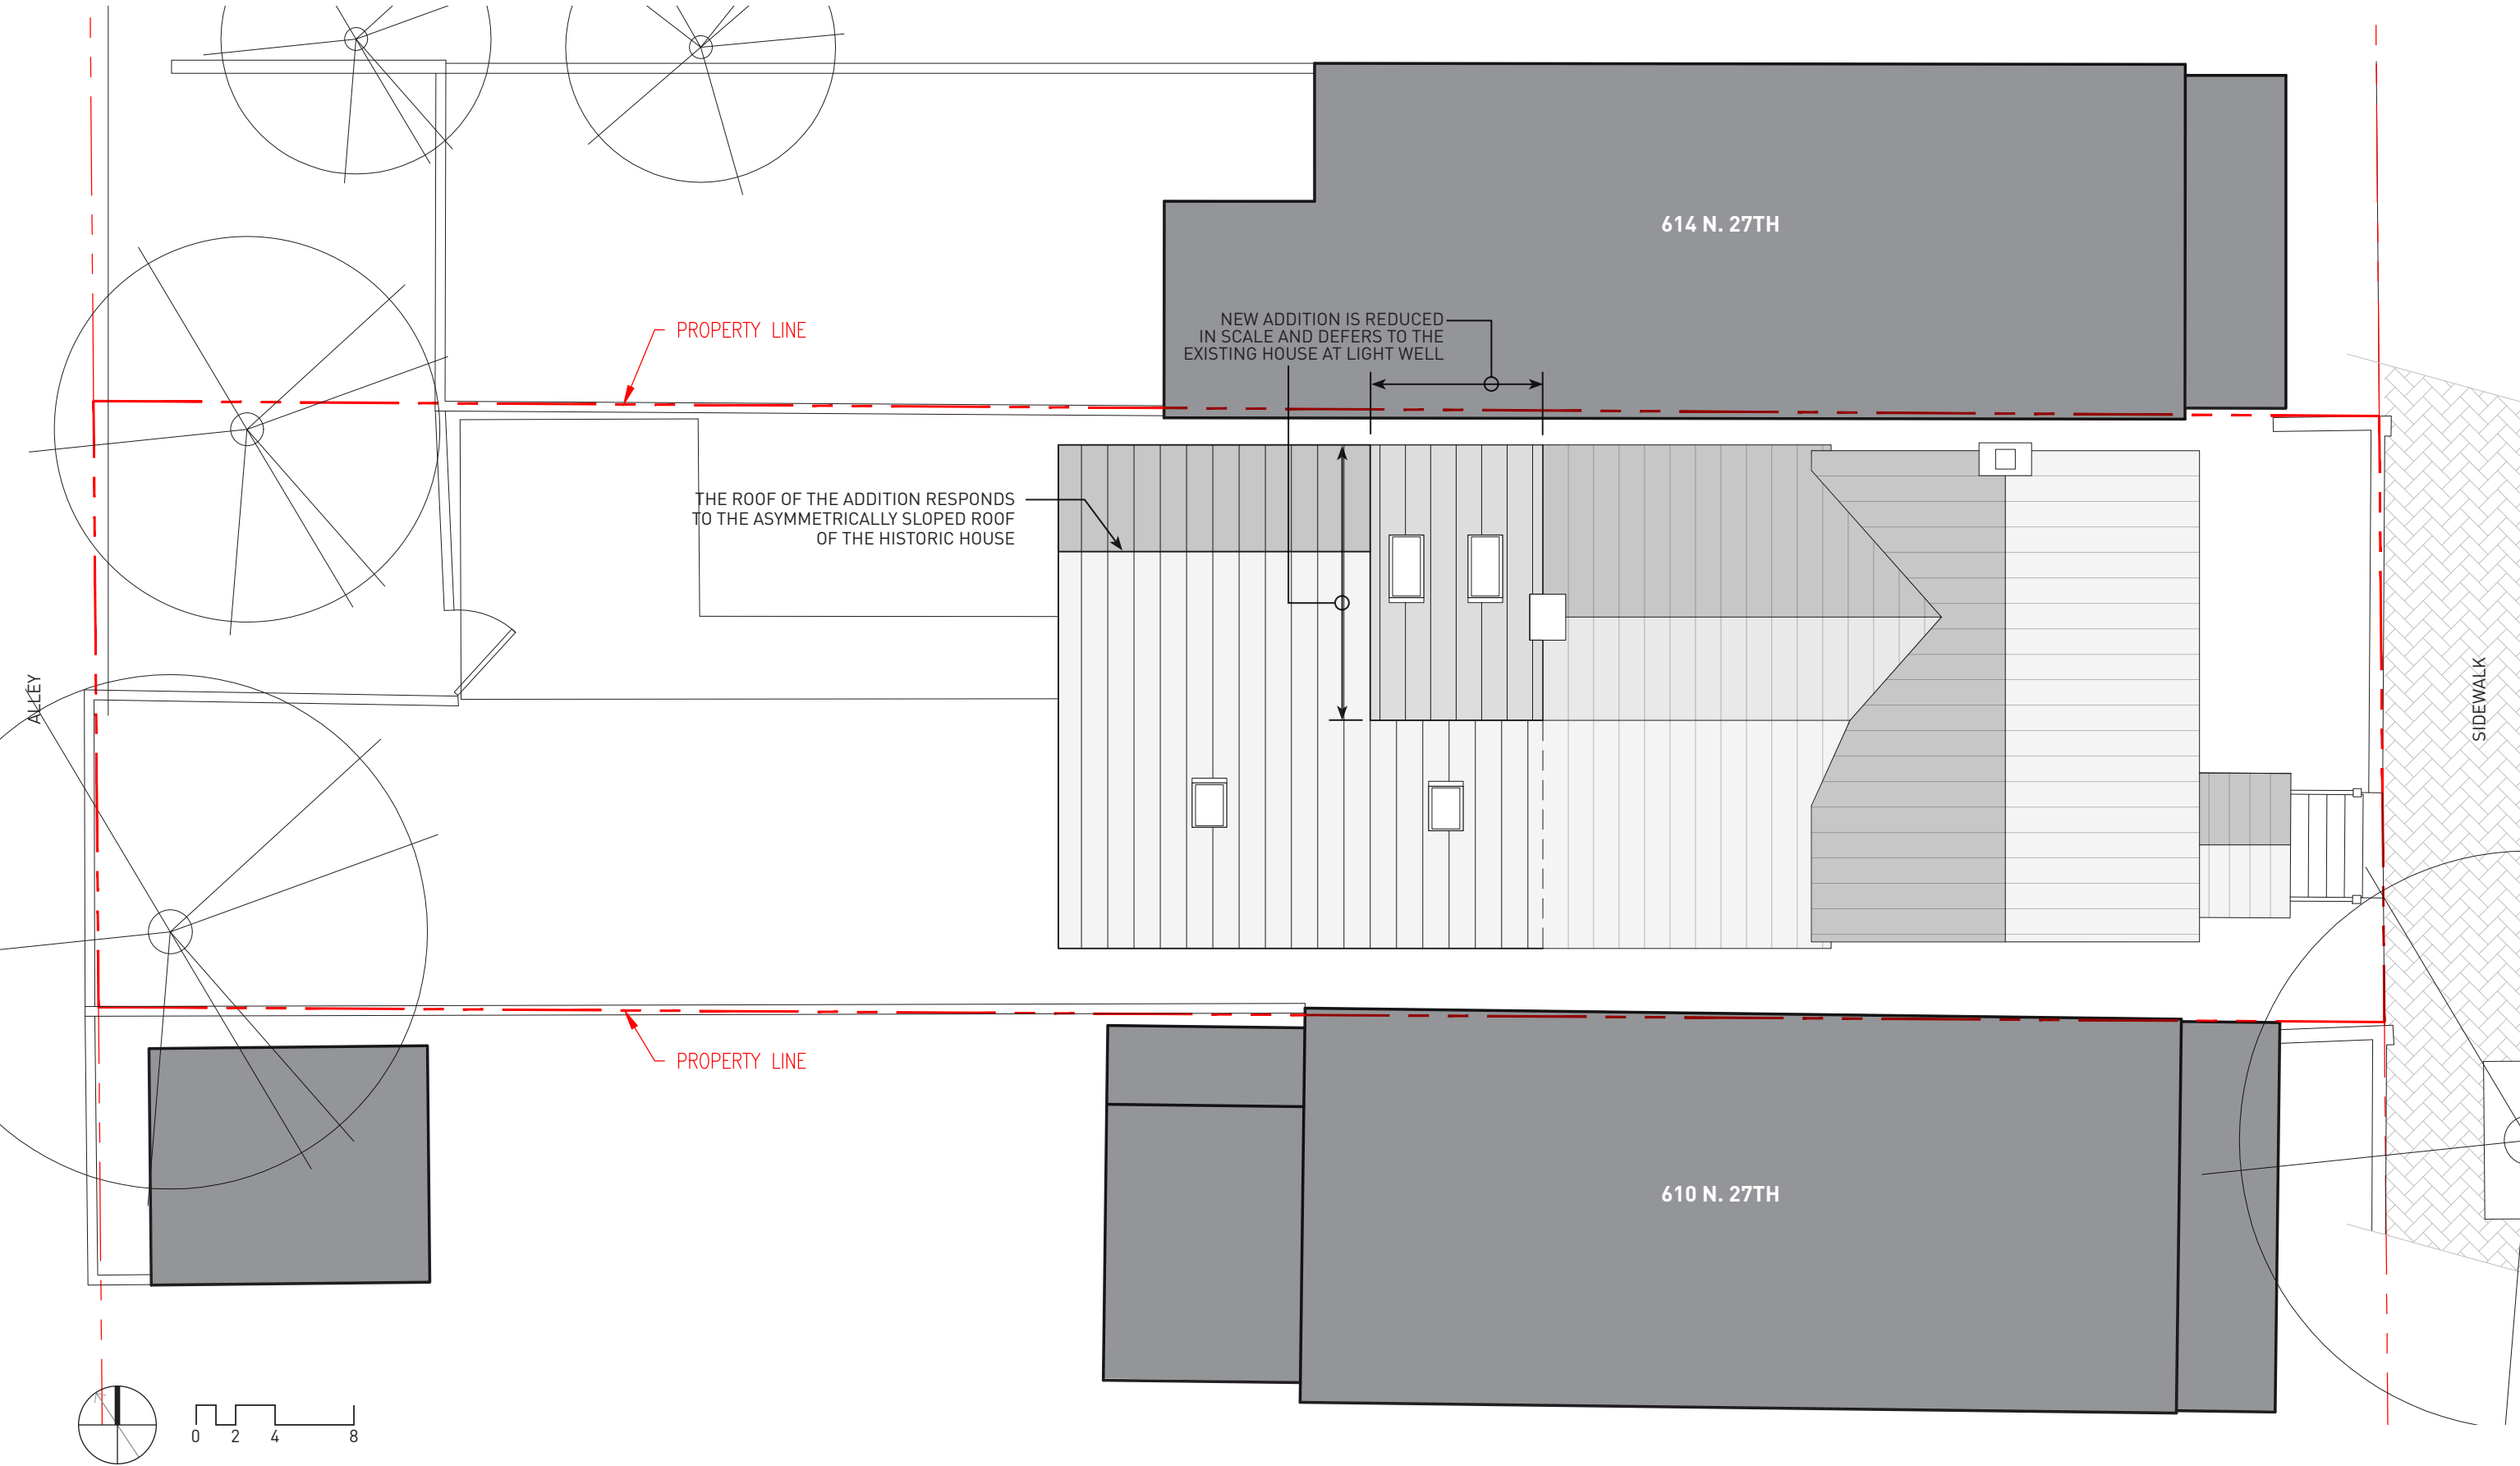 614 N. 27TH
NEW ADDITION IS REDUCED
IN SCALE AND DEFERS TO THE
EXISTING HOUSE AT LIGHT WELL
PROPERTY LINE
THE ROOF OF THE ADDITION RESPONDS
TO THE ASYMMETRICALLY SLOPED ROOF
OF THE HISTORIC HOUSE
ALLEY
SIDEWALK
PROPERTY LINE
610 N. 27TH
0 2 4 8